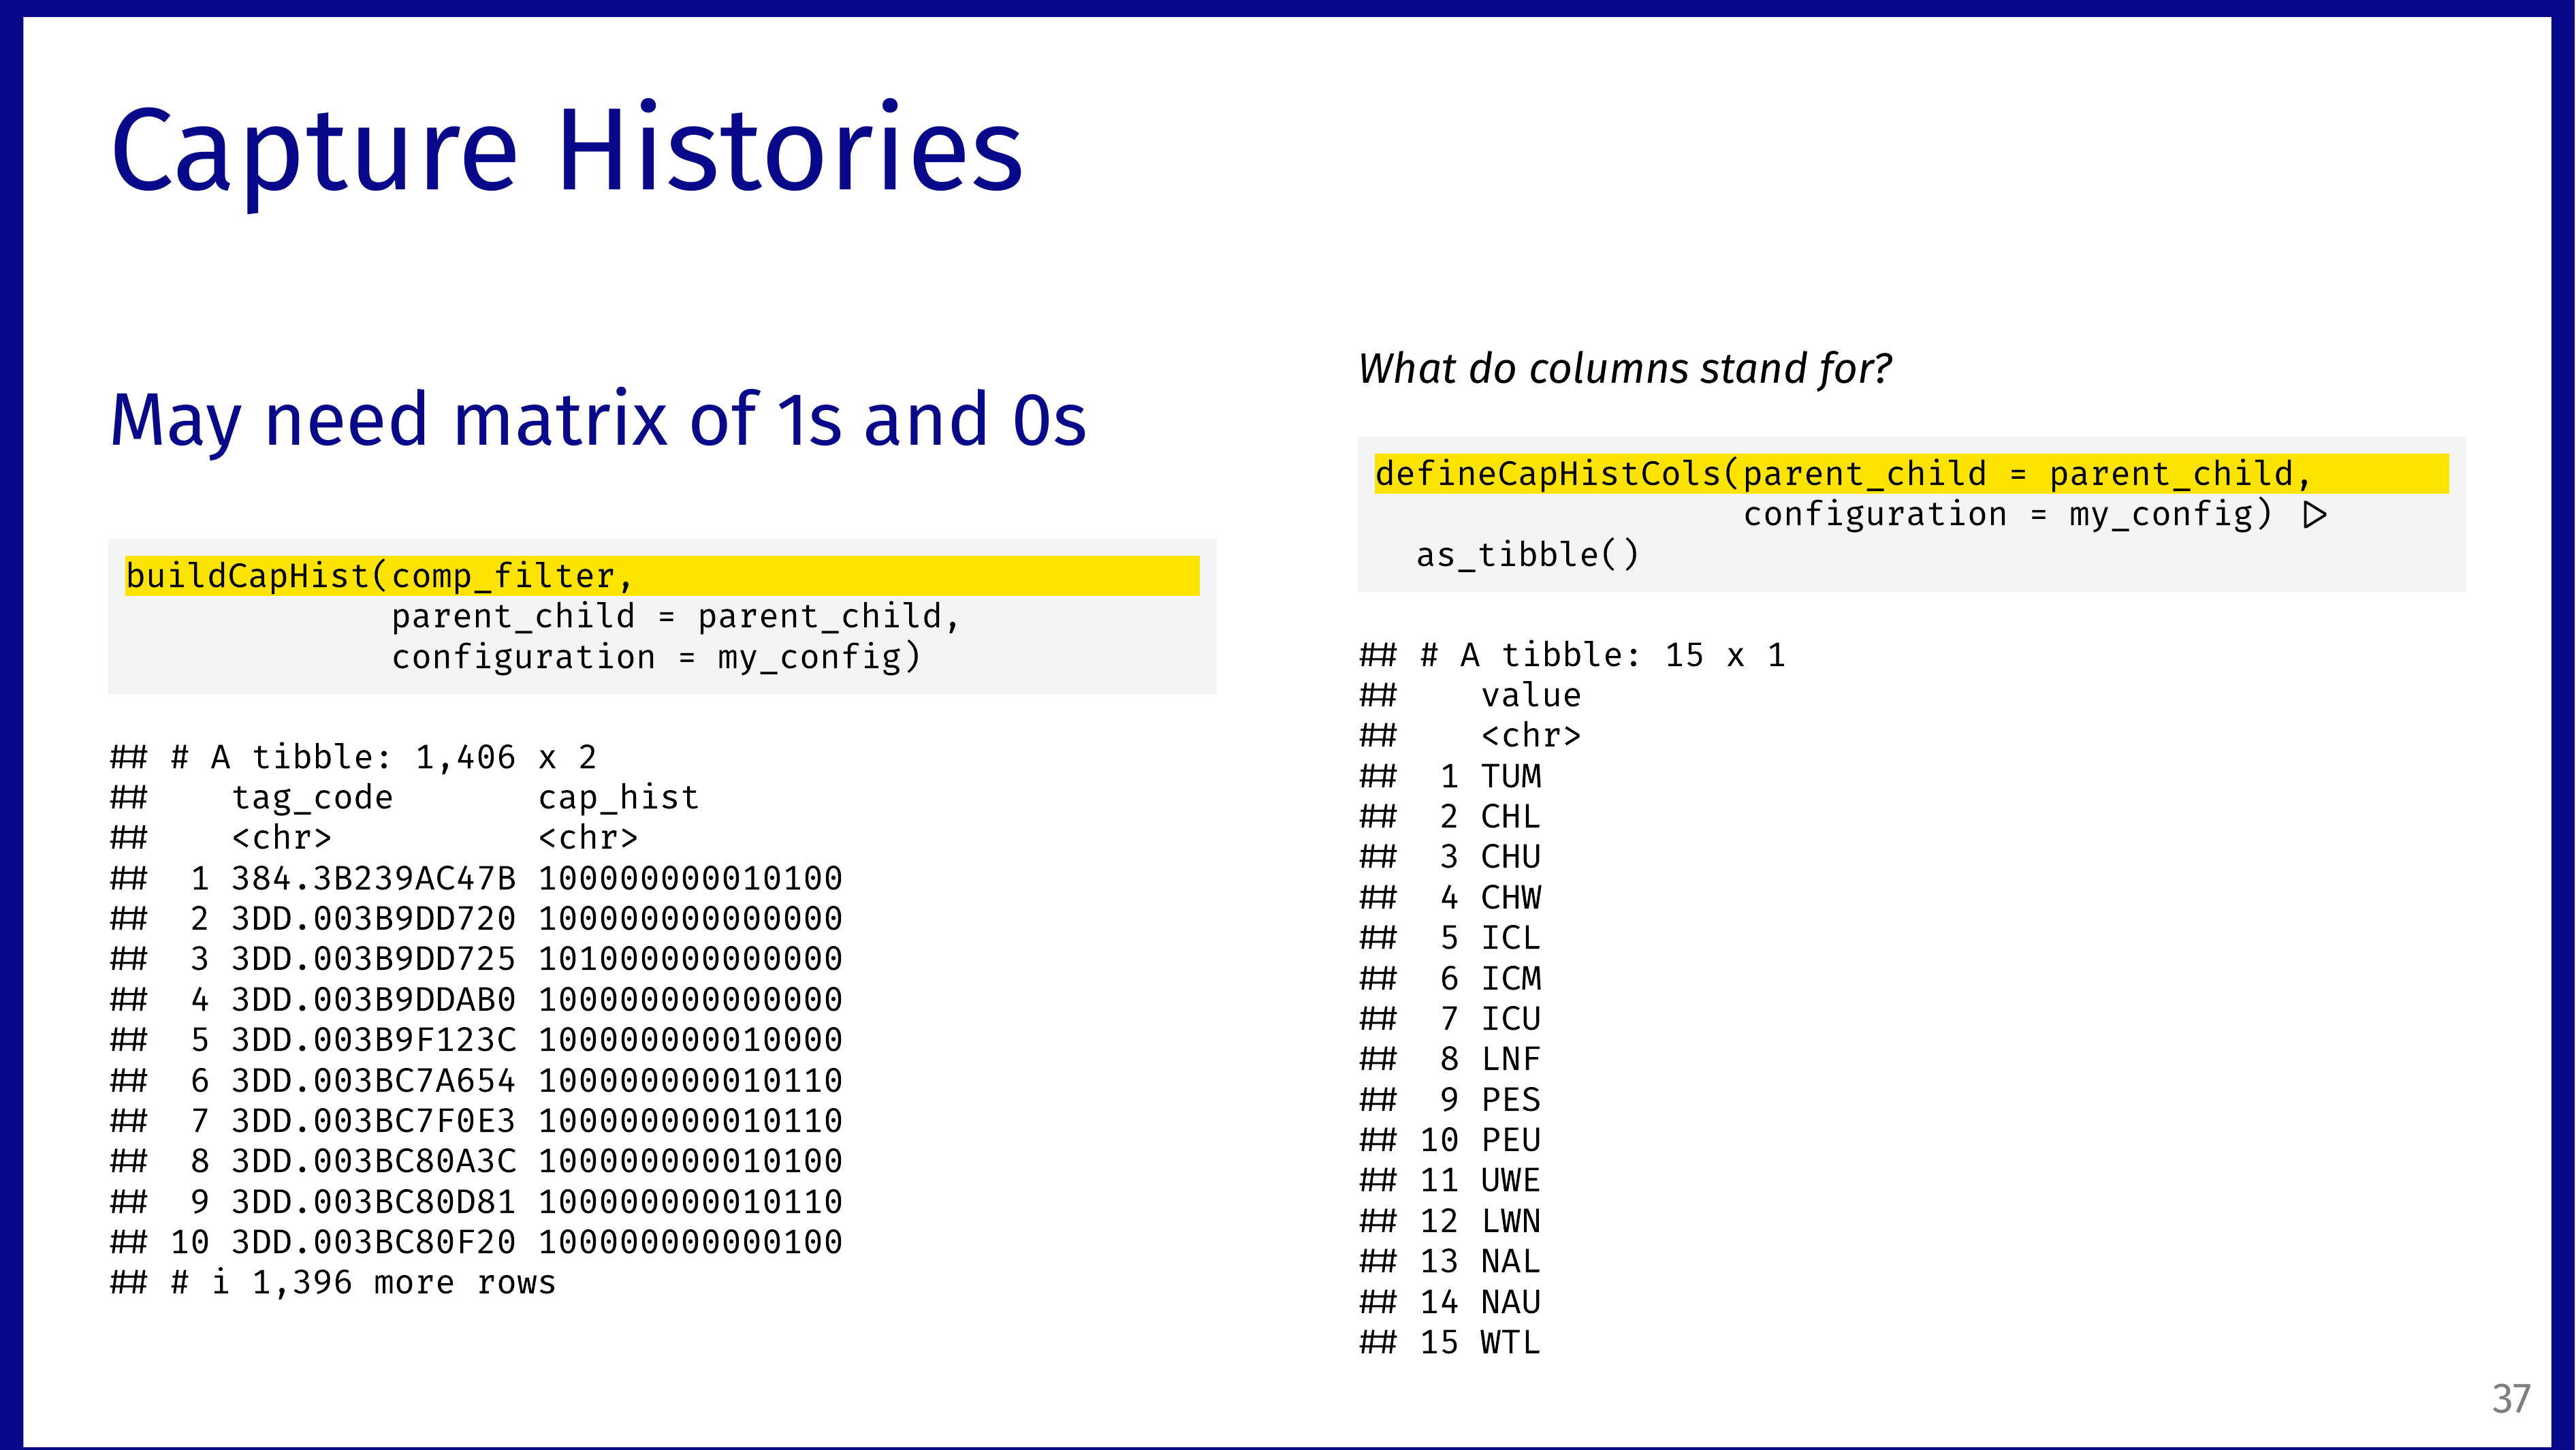 Capture Histories
May need matrix of 1s and 0s
buildCapHist(comp_filter,
             parent_child = parent_child,
             configuration = my_config)
## # A tibble: 1,406 x 2
##    tag_code       cap_hist
##    <chr>          <chr>
##  1 384.3B239AC47B 100000000010100
##  2 3DD.003B9DD720 100000000000000
##  3 3DD.003B9DD725 101000000000000
##  4 3DD.003B9DDAB0 100000000000000
##  5 3DD.003B9F123C 100000000010000
##  6 3DD.003BC7A654 100000000010110
##  7 3DD.003BC7F0E3 100000000010110
##  8 3DD.003BC80A3C 100000000010100
##  9 3DD.003BC80D81 100000000010110
## 10 3DD.003BC80F20 100000000000100
## # i 1,396 more rows
What do columns stand for?
defineCapHistCols(parent_child = parent_child,
                  configuration = my_config) |>
  as_tibble()
## # A tibble: 15 x 1
##    value
##    <chr>
##  1 TUM
##  2 CHL
##  3 CHU
##  4 CHW
##  5 ICL
##  6 ICM
##  7 ICU
##  8 LNF
##  9 PES
## 10 PEU
## 11 UWE
## 12 LWN
## 13 NAL
## 14 NAU
## 15 WTL
37